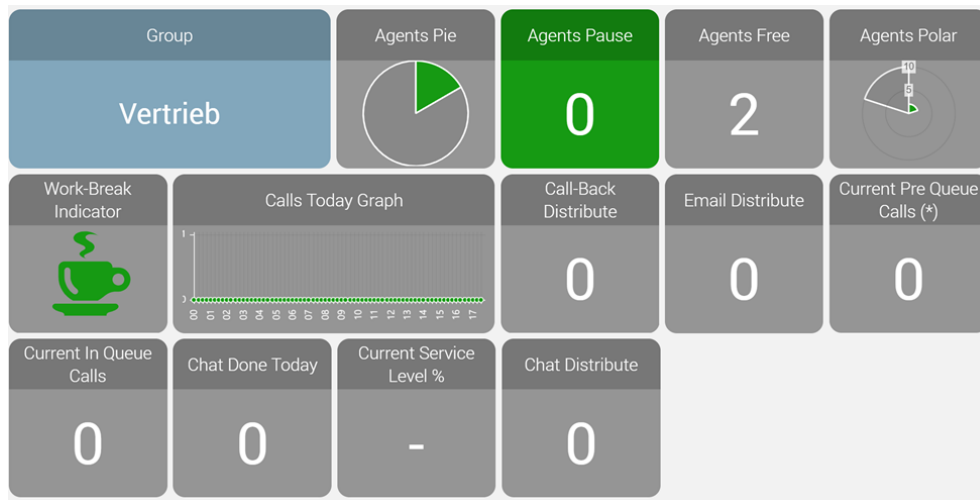 Group
Vertrieb
Agents Pie
Agents Pause
0
Agents Free
2
Agents Polar
10
5
Work-Break
Indicator
Calls Today Graph
1
0
00 01 02 03 04 05 06 07 08 09 10 11 12 13 14 15 16 17
Call-Back
Distribute
0
Email Distribute
0
Current Pre Queue
Calls (*)
0
Current In Queue
Calls
0
Chat Done Today
0
Current Service
Level %
-
Chat Distribute
0